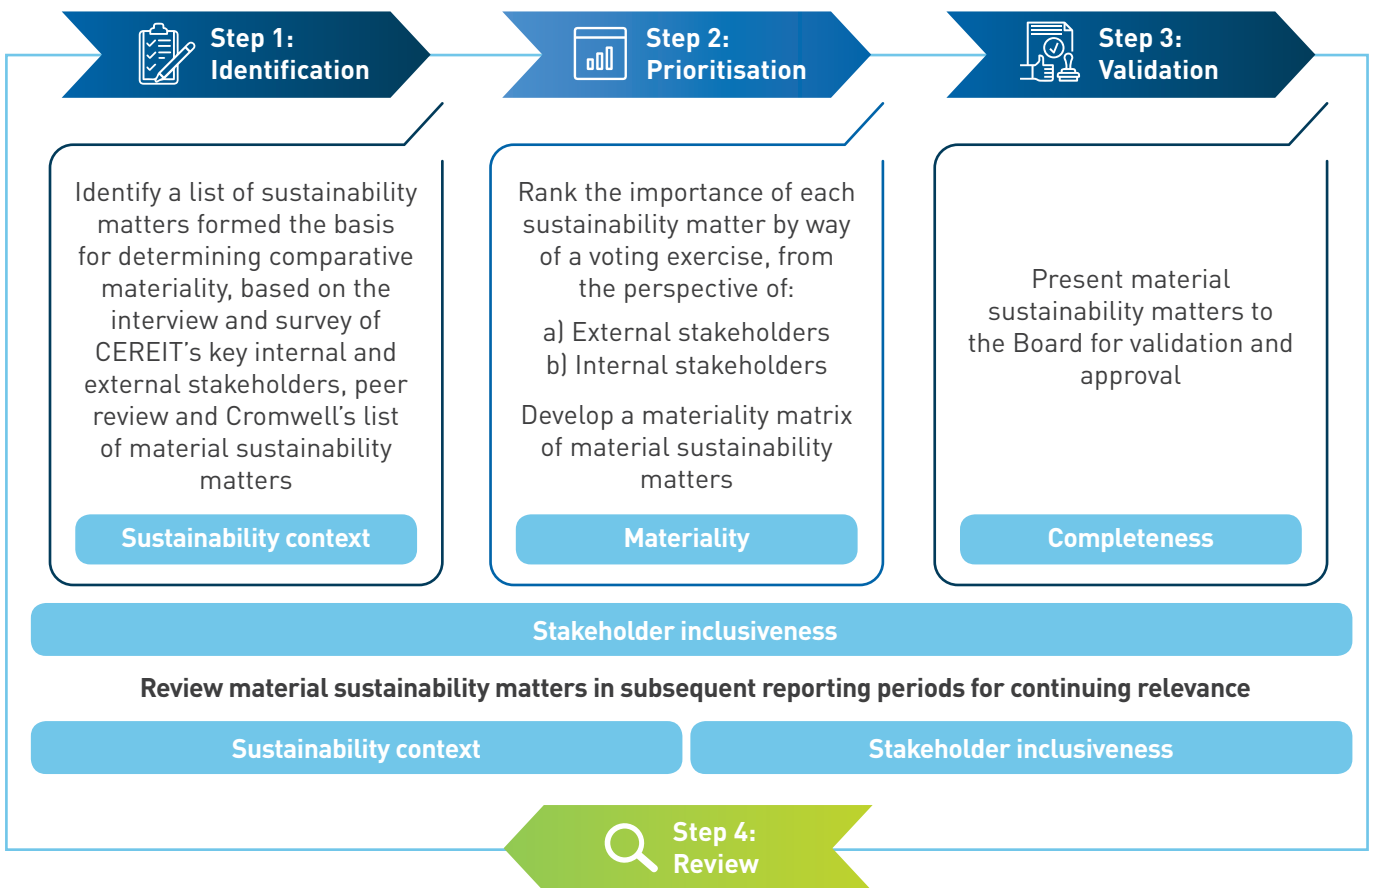 Step 1:
Identification
Identify a list of sustainability
matters formed the basis
for determining comparative
materiality, based on the
interview and survey of
CEREIT's key internal and
external stakeholders, peer
review and Cromwell's list
of material sustainability
matters
Sustainability context
Step 2:
Prioritisation
Rank the importance of each
sustainability matter by way
of a voting exercise, from
the perspective of:
a) External stakeholders
b) Internal stakeholders
Develop a materiality matrix
of material sustainability
matters
Materiality
Step 3:
Validation
Present material
sustainability matters to
the Board for validation and
approval
Completeness
Stakeholder inclusiveness
Review material sustainability matters in subsequent reporting periods for continuing relevance
Sustainability context
Stakeholder inclusiveness
Step 4:
Review